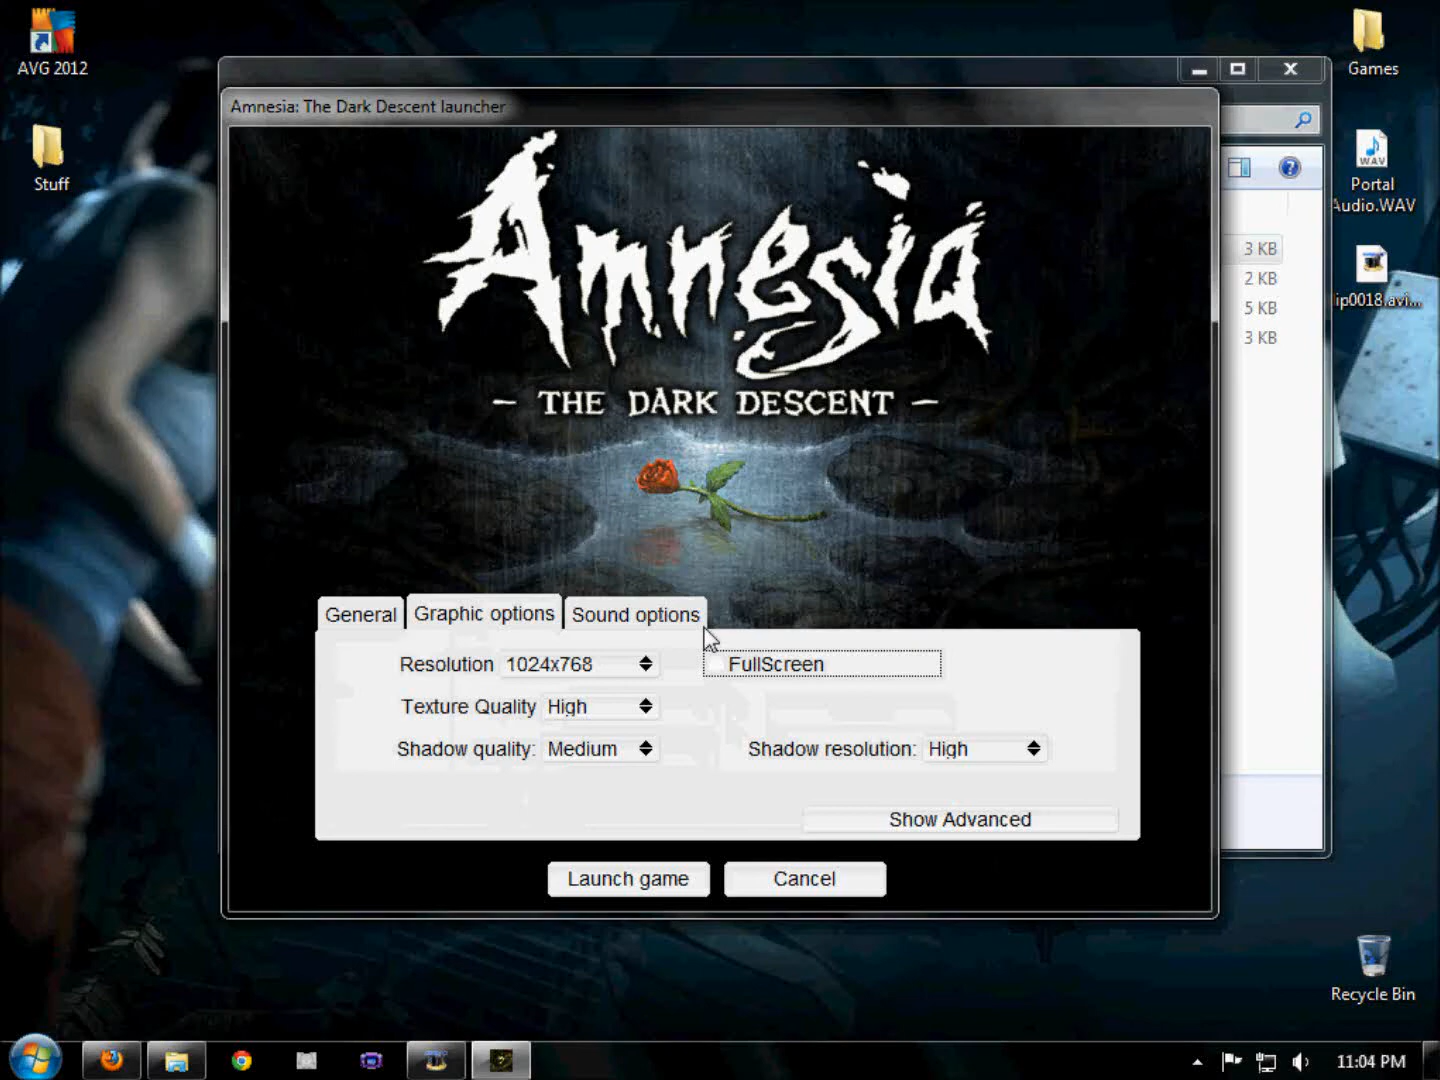 AVG 2012
Stuff
Games
Portal
Audio.WAV
WAV
ip0018.avi...
Amnesia: The Dark Descent launcher
3 KB
2 KB
5 KB
3 KB
Amnesia
- THE DARK DESCENT -
General
Graphic options
Sound options
Resolution 1024x768
FullScreen
Texture Quality High
Shadow quality: Medium
Shadow resolution: High
Show Advanced
Launch game
Cancel
Recycle Bin
11:04 PM